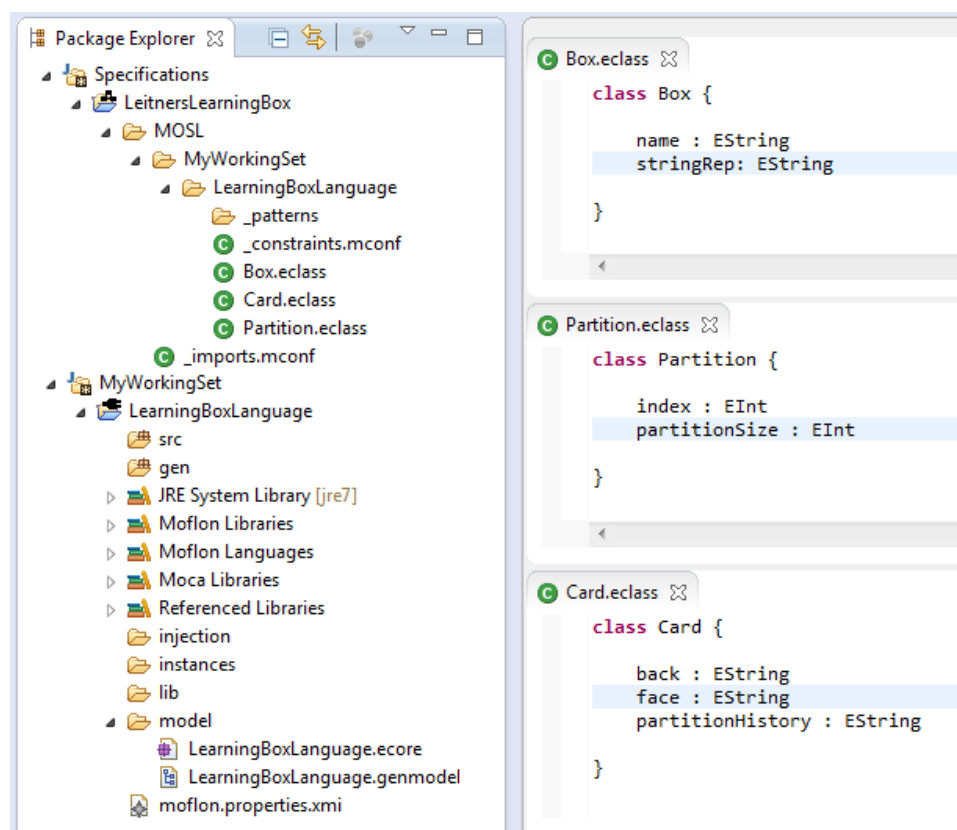 Package Explorer
Specifications
LeitnersLearningBox
MOSL
MyWorkingSet
LearningBoxLanguage
_patterns
_constraints.mconf
Box.eclass
Card.eclass
Partition.eclass
_imports.mconf
MyWorkingSet
LearningBoxLanguage
src
gen
JRE System Library [jre7]
Moflon Libraries
Moflon Languages
Moca Libraries
Referenced Libraries
injection
instances
lib
model
LearningBoxLanguage.ecore
LearningBoxLanguage.genmodel
moflon.properties.xmi
Box.eclass
class Box {
name : EString
stringRep: EString
}
Partition.eclass
class Partition {
index : EInt
partitionSize : EInt
}
Card.eclass
class Card {
back : EString
face : EString
partitionHistory : EString
}